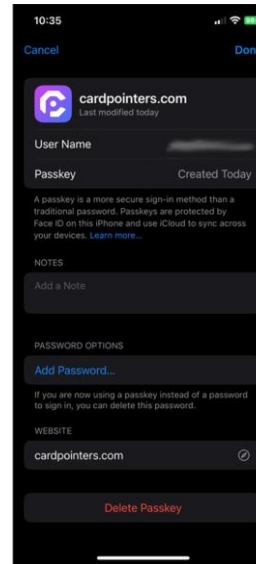 10:35
Cancel
Don
cardpointers.com
Last modified today
User Name
Passkey Created Today
A passkey is a more secure sign-in method than a
traditional password. Passkeys are protected by
Face ID on this iPhone and use iCloud to sync across
your devices. Learn more...
NOTES
Add a Note
PASSWORD OPTIONS
Add Password...
If you are now using a passkey instead of a password
to sign in, you can delete this password.
WEBSITE
cardpointers.com
Delete Passkey